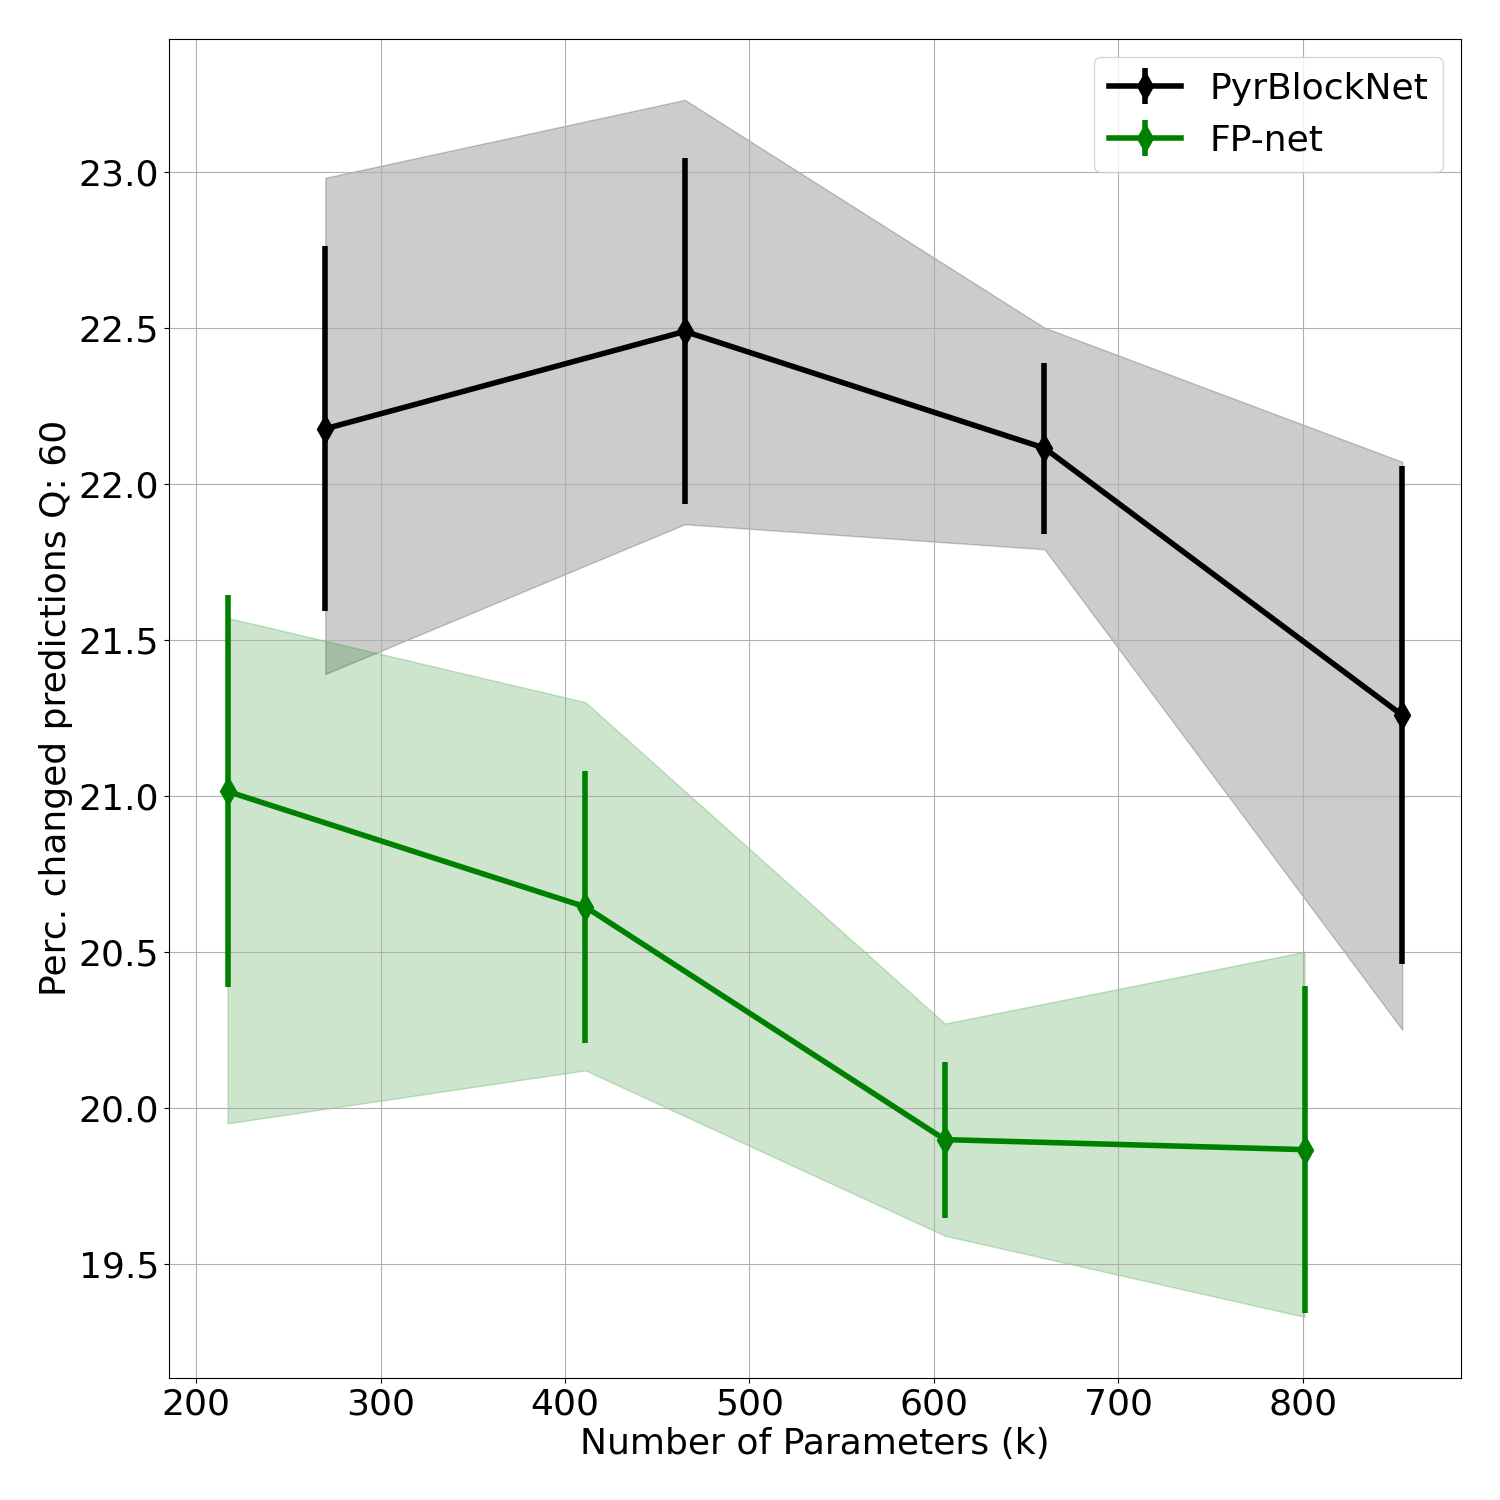 PyrBlockNet
FP-net
Perc. changed predictions Q: 60
23.0
22.5
22.0
21.5
21.0
20.5
20.0
19.5
200 300 400 500 600 700 800
Number of Parameters (k)